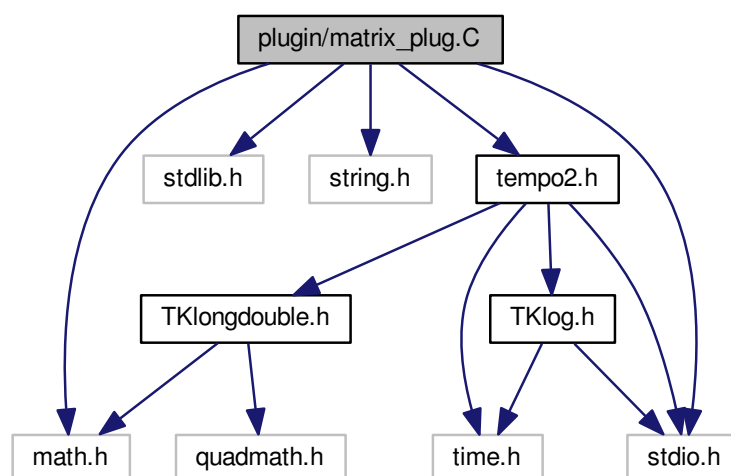 plugin/matrix_plug.C
stdlib.h
string.h
tempo2.h
TKlongdouble.h
TKlog.h
math.h
quadmath.h
time.h
stdio.h